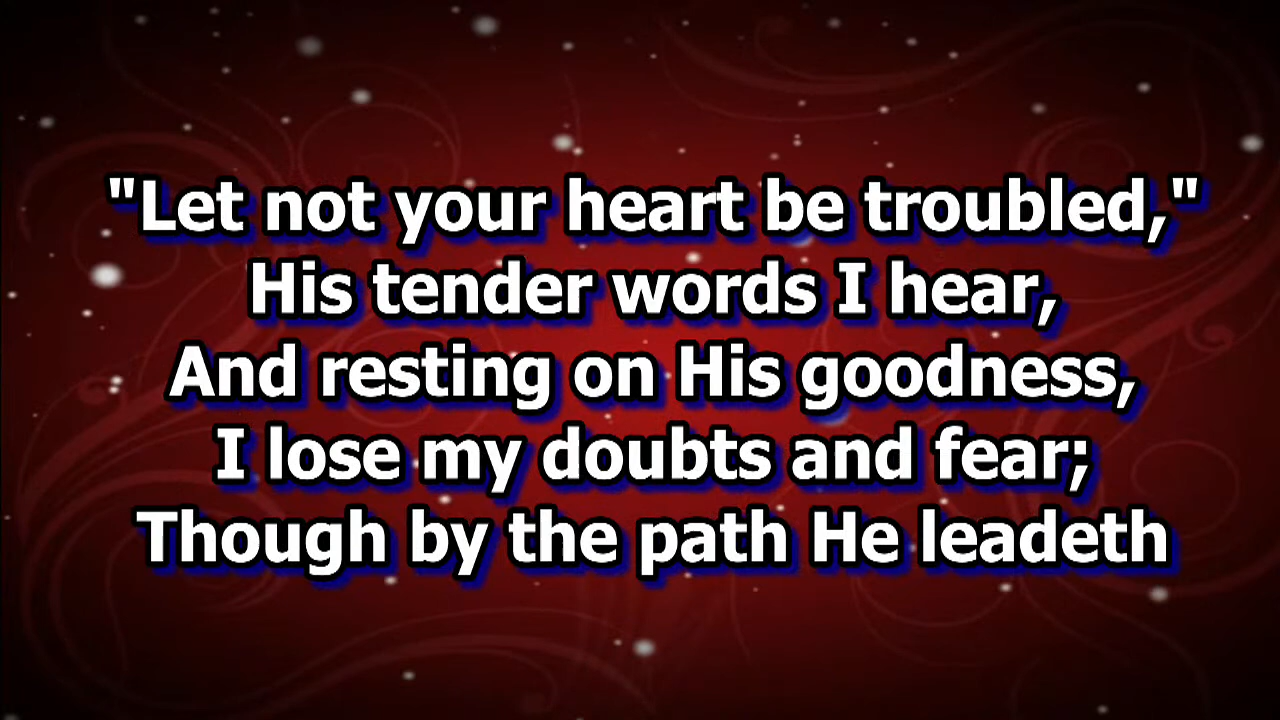 "Let not your heart be troubled,"
His tender words I hear,
And resting on His goodness,
I lose my doubts and fear;
Though by the path He leadeth